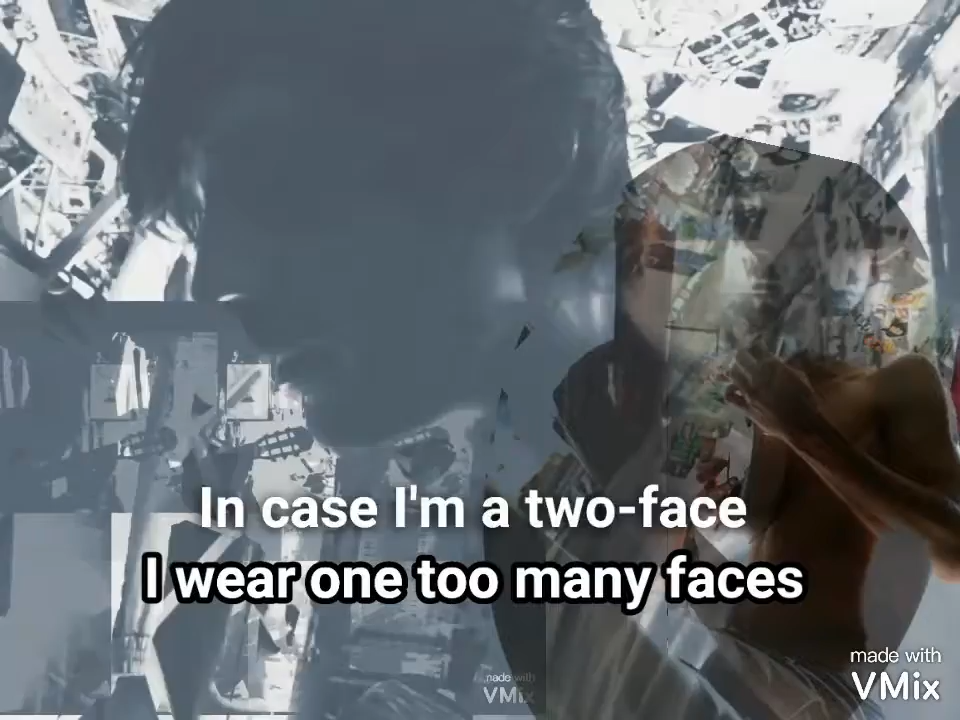 In case I'm a two-face
I wear one too many faces
made with
VMix
made with
VMix